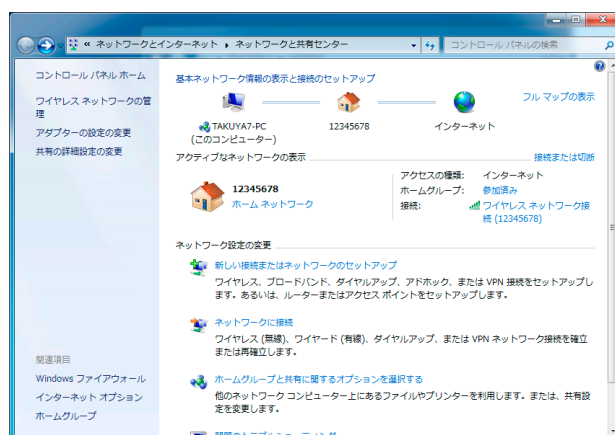 « ネットワークとインターネット ▸ ネットワークと共有センター
コントロール パネルの検索
コントロール パネル ホーム
ワイヤレス ネットワークの管
理
アダプターの設定の変更
共有の詳細設定の変更
基本ネットワーク情報の表示と接続のセットアップ
フル マップの表示
TAKUYA7-PC
(このコンピューター)
12345678
インターネット
アクティブなネットワークの表示
接続または切断
12345678
ホーム ネットワーク
アクセスの種類: インターネット
ホームグループ: 参加済み
接続: ワイヤレス ネットワーク接
続 (12345678)
ネットワーク設定の変更
新しい接続またはネットワークのセットアップ
ワイヤレス、ブロードバンド、ダイヤルアップ、アドホック、または VPN 接続をセットアップし
ます。あるいは、ルーターまたはアクセス ポイントをセットアップします。
ネットワークに接続
ワイヤレス (無線)、ワイヤード (有線)、ダイヤルアップ、または VPN ネットワーク接続を確立
または再確立します。
ホームグループと共有に関するオプションを選択する
他のネットワーク コンピューター上にあるファイルやプリンターを利用します。または、共有設
定を変更します。
関連項目
Windows ファイアウォール
インターネット オプション
ホームグループ